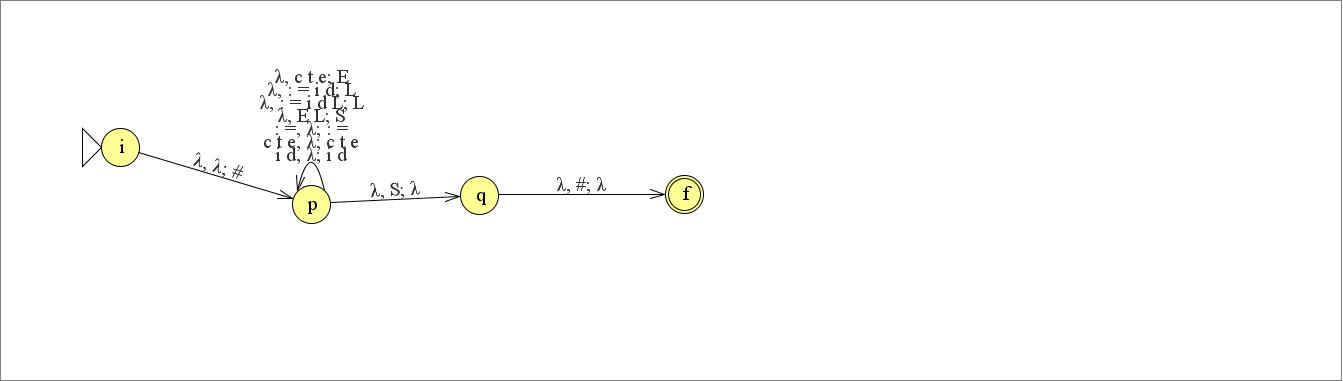 λ, c t e; E
λ, : = i d; L
λ, : = i d L; L
λ, E L; S
: =, λ; : =
c t e, λ; c t e
i d, λ; i d
i
λ, λ; #
p
λ, S; λ
q
λ, #; λ
f